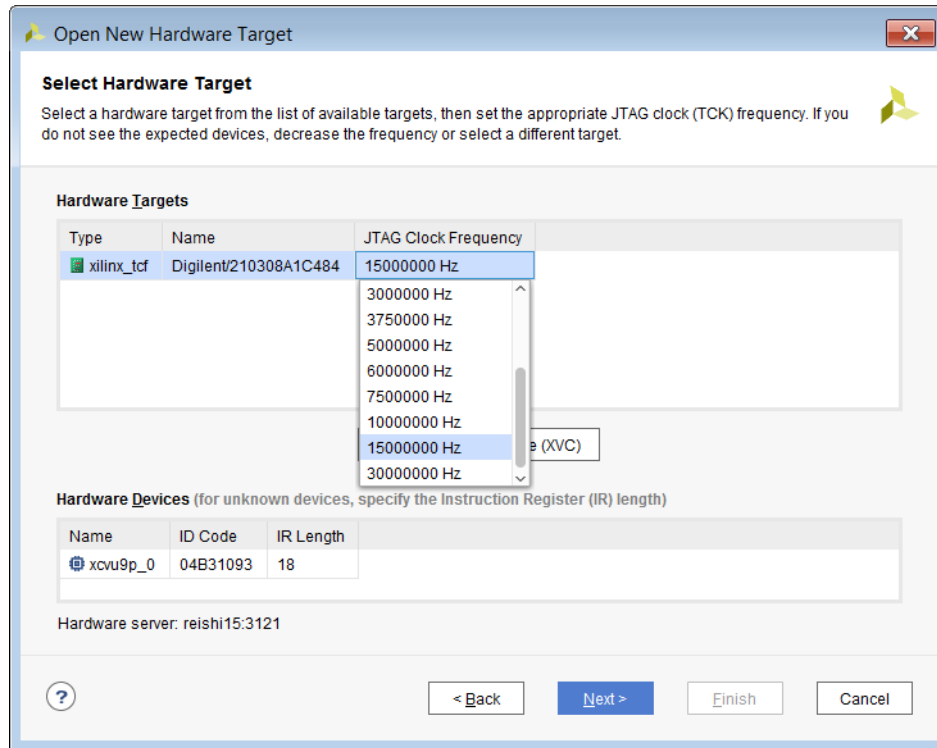 Open New Hardware Target
Select Hardware Target
Select a hardware target from the list of available targets, then set the appropriate JTAG clock (TCK) frequency. If you
do not see the expected devices, decrease the frequency or select a different target.
Hardware Targets
Type Name JTAG Clock Frequency
xilinx_tcf Digilent/210308A1C484 15000000 Hz
3000000 Hz
3750000 Hz
5000000 Hz
6000000 Hz
7500000 Hz
10000000 Hz
15000000 Hz (XVC)
30000000 Hz
Hardware Devices (for unknown devices, specify the Instruction Register (IR) length)
Name ID Code IR Length
xcvu9p_0 04B31093 18
Hardware server: reishi15:3121
? < Back Next > Finish Cancel